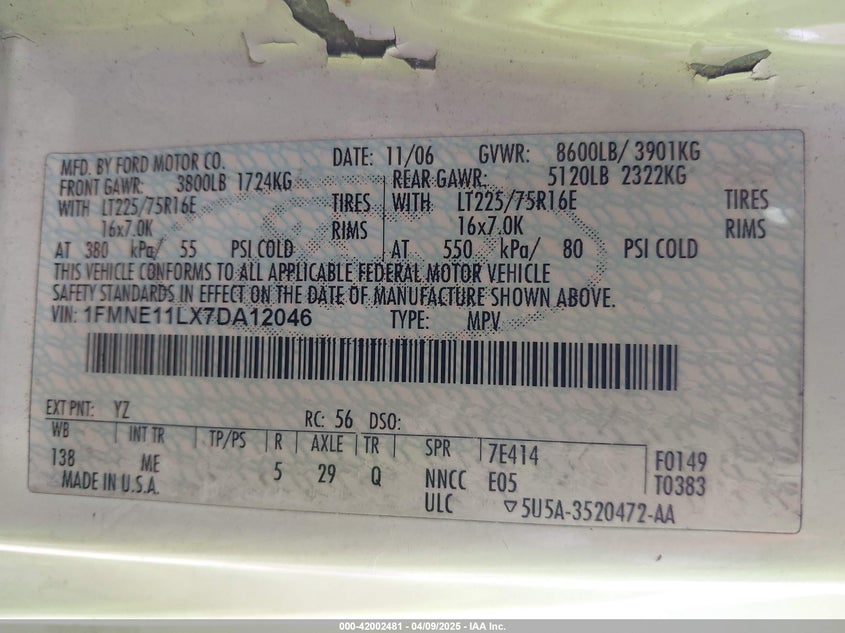 MFD. BY FORD MOTOR CO. DATE: 11/06 GVWR: 8600LB/ 3901KG
FRONT GAWR: 3800LB 1724KG REAR GAWR: 5120LB 2322KG
WITH LT225/75R16E TIRES WITH LT225/75R16E TIRES
16x7.0K RIMS 16x7.0K RIMS
AT 380 kPa/ 55 PSI COLD AT 550 kPa/ 80 PSI COLD
THIS VEHICLE CONFORMS TO ALL APPLICABLE FEDERAL MOTOR VEHICLE
SAFETY STANDARDS IN EFFECT ON THE DATE OF MANUFACTURE SHOWN ABOVE.
VIN: 1FMNE11LX7DA12046 TYPE: MPV
EXT PNT: YZ RC: 56 DSO:
WB INT TR TP/PS R AXLE TR SPR 7E414 F0149
138 ME 5 29 Q NNCC E05 T0383
MADE IN U.S.A. ULC ▽5U5A-3520472-AA
000-42002481 - 04/09/2025 - IAA Inc.